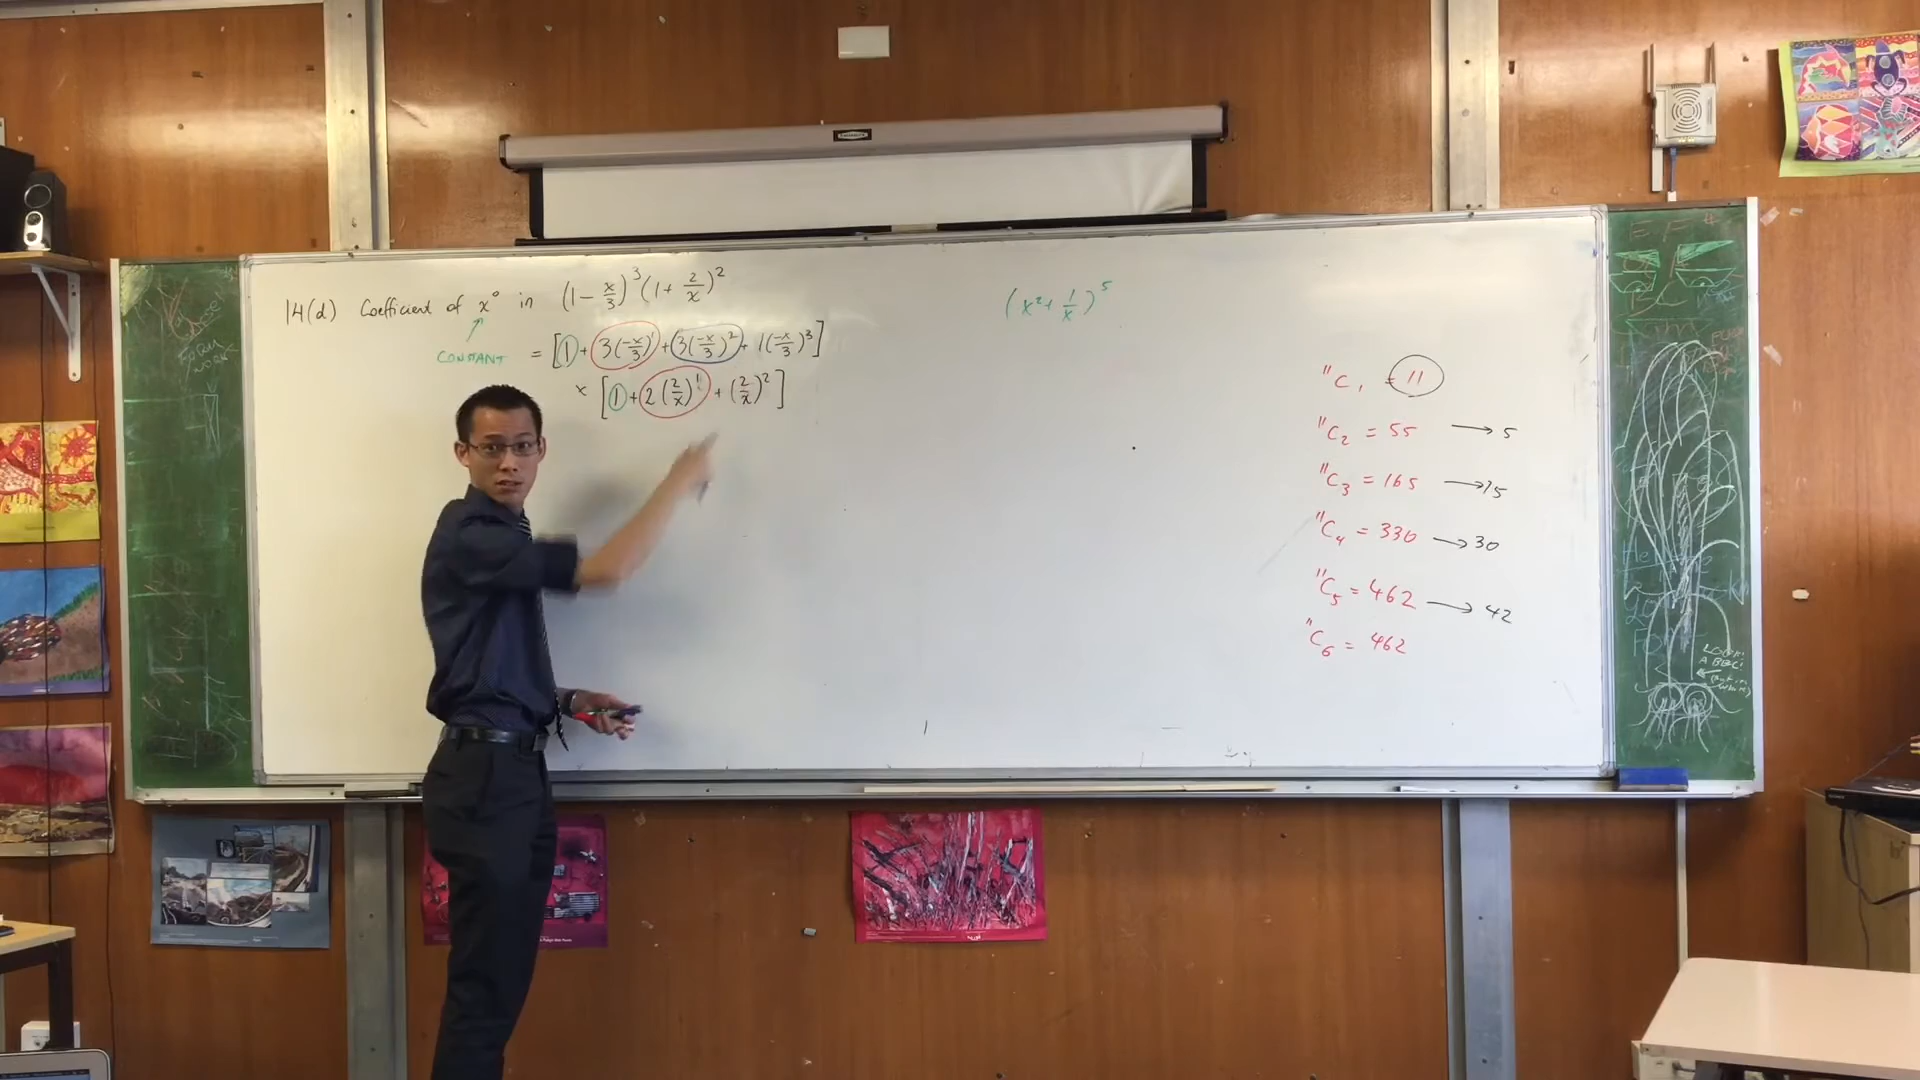 14(d) Coefficient of x⁰ in (1 - x/3)³(1 + 2/x)²
CONSTANT
= [1 + 3(-x/3)¹ + 3(-x/3)² + 1(-x/3)³]
× [1 + 2(2/x)¹ + (2/x)²]
(x² + 1/x)⁵
¹¹C₁ = 11
¹¹C₂ = 55 → 5
¹¹C₃ = 165 → 15
¹¹C₄ = 330 → 30
¹¹C₅ = 462 → 42
¹¹C₆ = 462
LOOK!